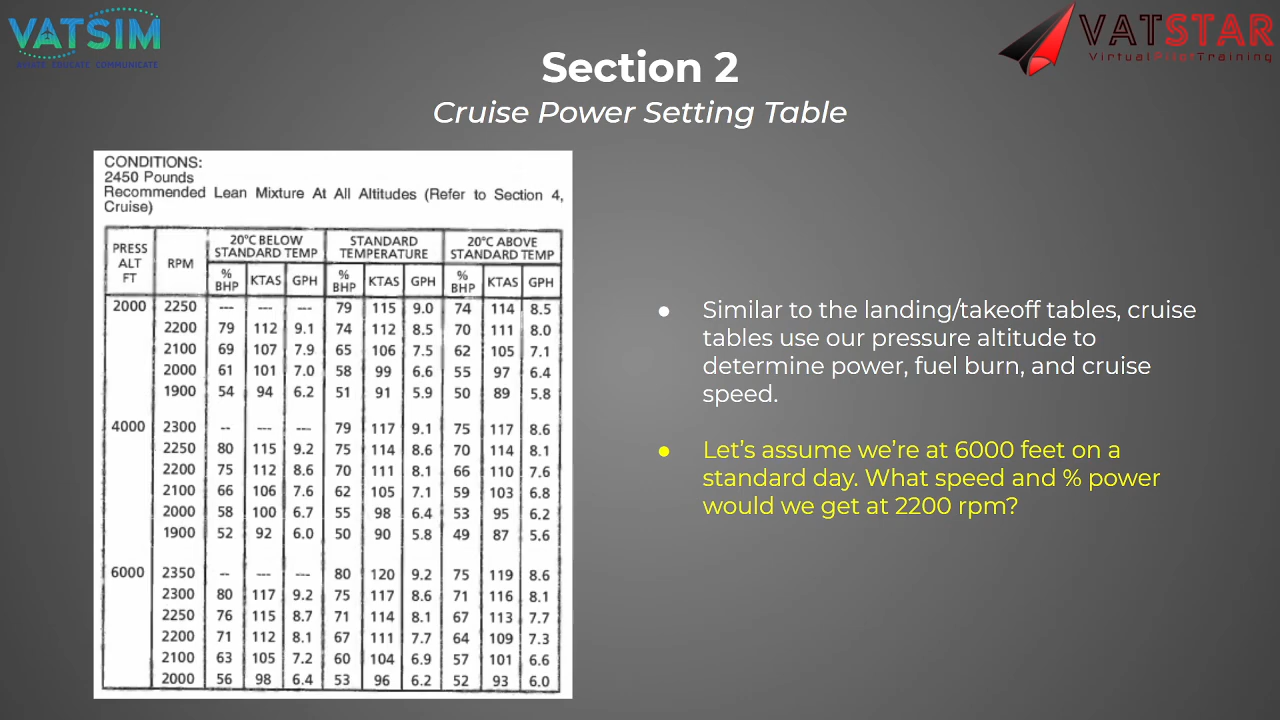 VATSIM
EDUCATE COMMUNICATE
VATSTAR
VirtualPilotTraining
Section 2
Cruise Power Setting Table
CONDITIONS:
2450 Pounds
Recommended Lean Mixture At All Altitudes (Refer to Section 4,
Cruise)
PRESS ALT FT RPM 20°C BELOW STANDARD TEMP STANDARD TEMPERATURE 20°C ABOVE STANDARD TEMP
% BHP KTAS GPH % BHP KTAS GPH % BHP KTAS GPH
2000 2250 --- --- --- 79 115 9.0 74 114 8.5
2200 79 112 9.1 74 112 8.5 70 111 8.0
2100 69 107 7.9 65 106 7.5 62 105 7.1
2000 61 101 7.0 58 99 6.6 55 97 6.4
1900 54 94 6.2 51 91 5.9 50 89 5.8
4000 2300 -- --- --- 79 117 9.1 75 117 8.6
2250 80 115 9.2 75 114 8.6 70 114 8.1
2200 75 112 8.6 70 111 8.1 66 110 7.6
2100 66 106 7.6 62 105 7.1 59 103 6.8
2000 58 100 6.7 55 98 6.4 53 95 6.2
1900 52 92 6.0 50 90 5.8 49 87 5.6
6000 2350 -- --- --- 80 120 9.2 75 119 8.6
2300 80 117 9.2 75 117 8.6 71 116 8.1
2250 76 115 8.7 71 114 8.1 67 113 7.7
2200 71 112 8.1 67 111 7.7 64 109 7.3
2100 63 105 7.2 60 104 6.9 57 101 6.6
2000 56 98 6.4 53 96 6.2 52 93 6.0
● Similar to the landing/takeoff tables, cruise
tables use our pressure altitude to
determine power, fuel burn, and cruise
speed.
● Let's assume we're at 6000 feet on a
standard day. What speed and % power
would we get at 2200 rpm?